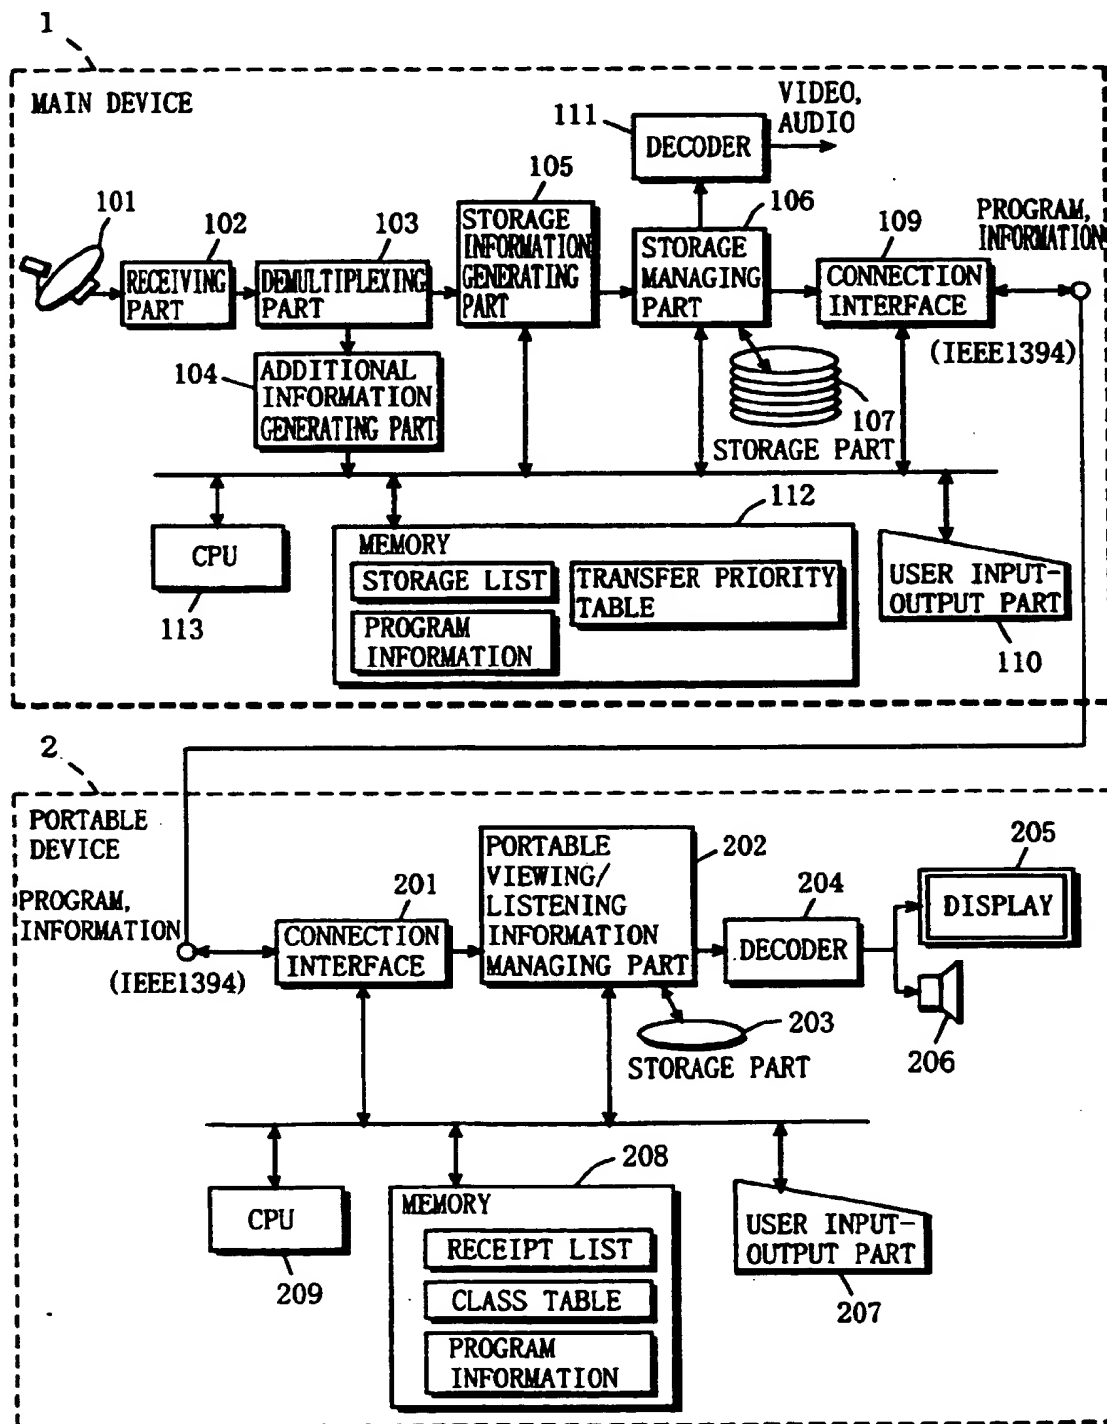 1
MAIN DEVICE
101
102
RECEIVING
PART
103
DEMULTIPLEXING
PART
104
ADDITIONAL
INFORMATION
GENERATING PART
105
STORAGE
INFORMATION
GENERATING
PART
111
DECODER
VIDEO,
AUDIO
106
STORAGE
MANAGING
PART
107
STORAGE PART
109
CONNECTION
INTERFACE
PROGRAM,
INFORMATION
(IEEE1394)
CPU
113
112
MEMORY
STORAGE LIST
PROGRAM
INFORMATION
TRANSFER PRIORITY
TABLE
USER INPUT-
OUTPUT PART
110
2
PORTABLE
DEVICE
PROGRAM,
INFORMATION
(IEEE1394)
201
CONNECTION
INTERFACE
202
PORTABLE
VIEWING/
LISTENING
INFORMATION
MANAGING PART
203
STORAGE PART
204
DECODER
205
DISPLAY
206
CPU
209
208
MEMORY
RECEIPT LIST
CLASS TABLE
PROGRAM
INFORMATION
USER INPUT-
OUTPUT PART
207